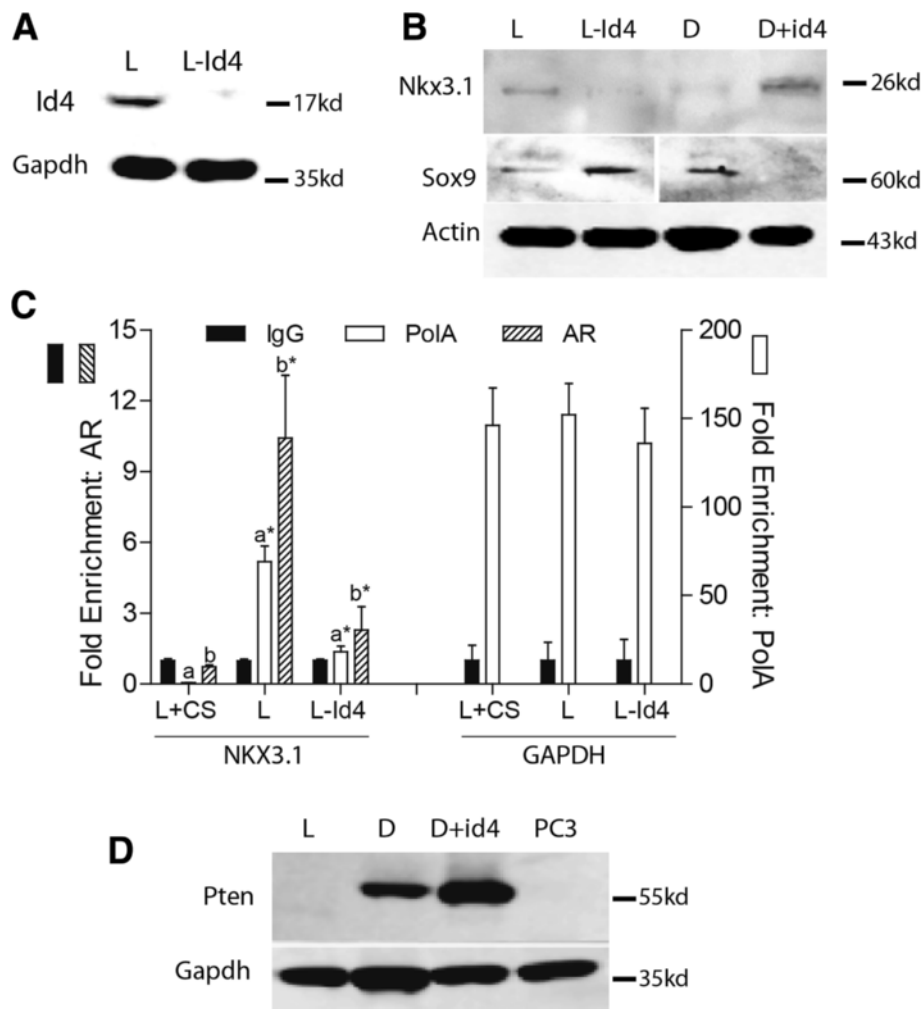 A
L L-Id4
Id4
17kd
Gapdh
35kd
B
L L-Id4 D D+id4
Nkx3.1
26kd
Sox9
60kd
Actin
43kd
C
IgG PolA AR
Fold Enrichment: AR
15
12
9
6
3
0
a b
a* b*
a* b*
200
150
100
50
0
Fold Enrichment: PolA
L+CS L L-Id4 L+CS L L-Id4
NKX3.1 GAPDH
D
L D D+id4 PC3
Pten
55kd
Gapdh
35kd